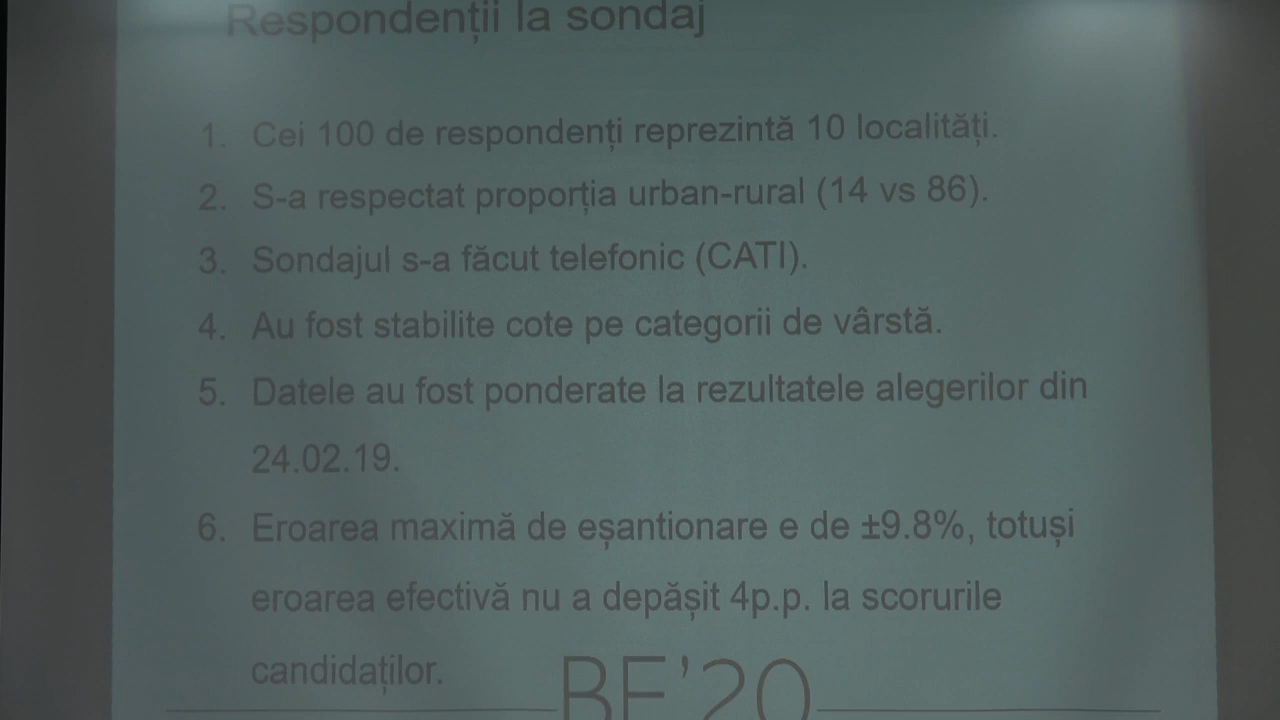 Respondenții la sondaj
1. Cei 100 de respondenți reprezintă 10 localități.
2. S-a respectat proporția urban-rural (14 vs 86).
3. Sondajul s-a făcut telefonic (CATI).
4. Au fost stabilite cote pe categorii de vârstă.
5. Datele au fost ponderate la rezultatele alegerilor din
24.02.19.
6. Eroarea maximă de eșantionare e de ±9.8%, totuși
eroarea efectivă nu a depășit 4p.p. la scorurile
candidaților.
BE'20